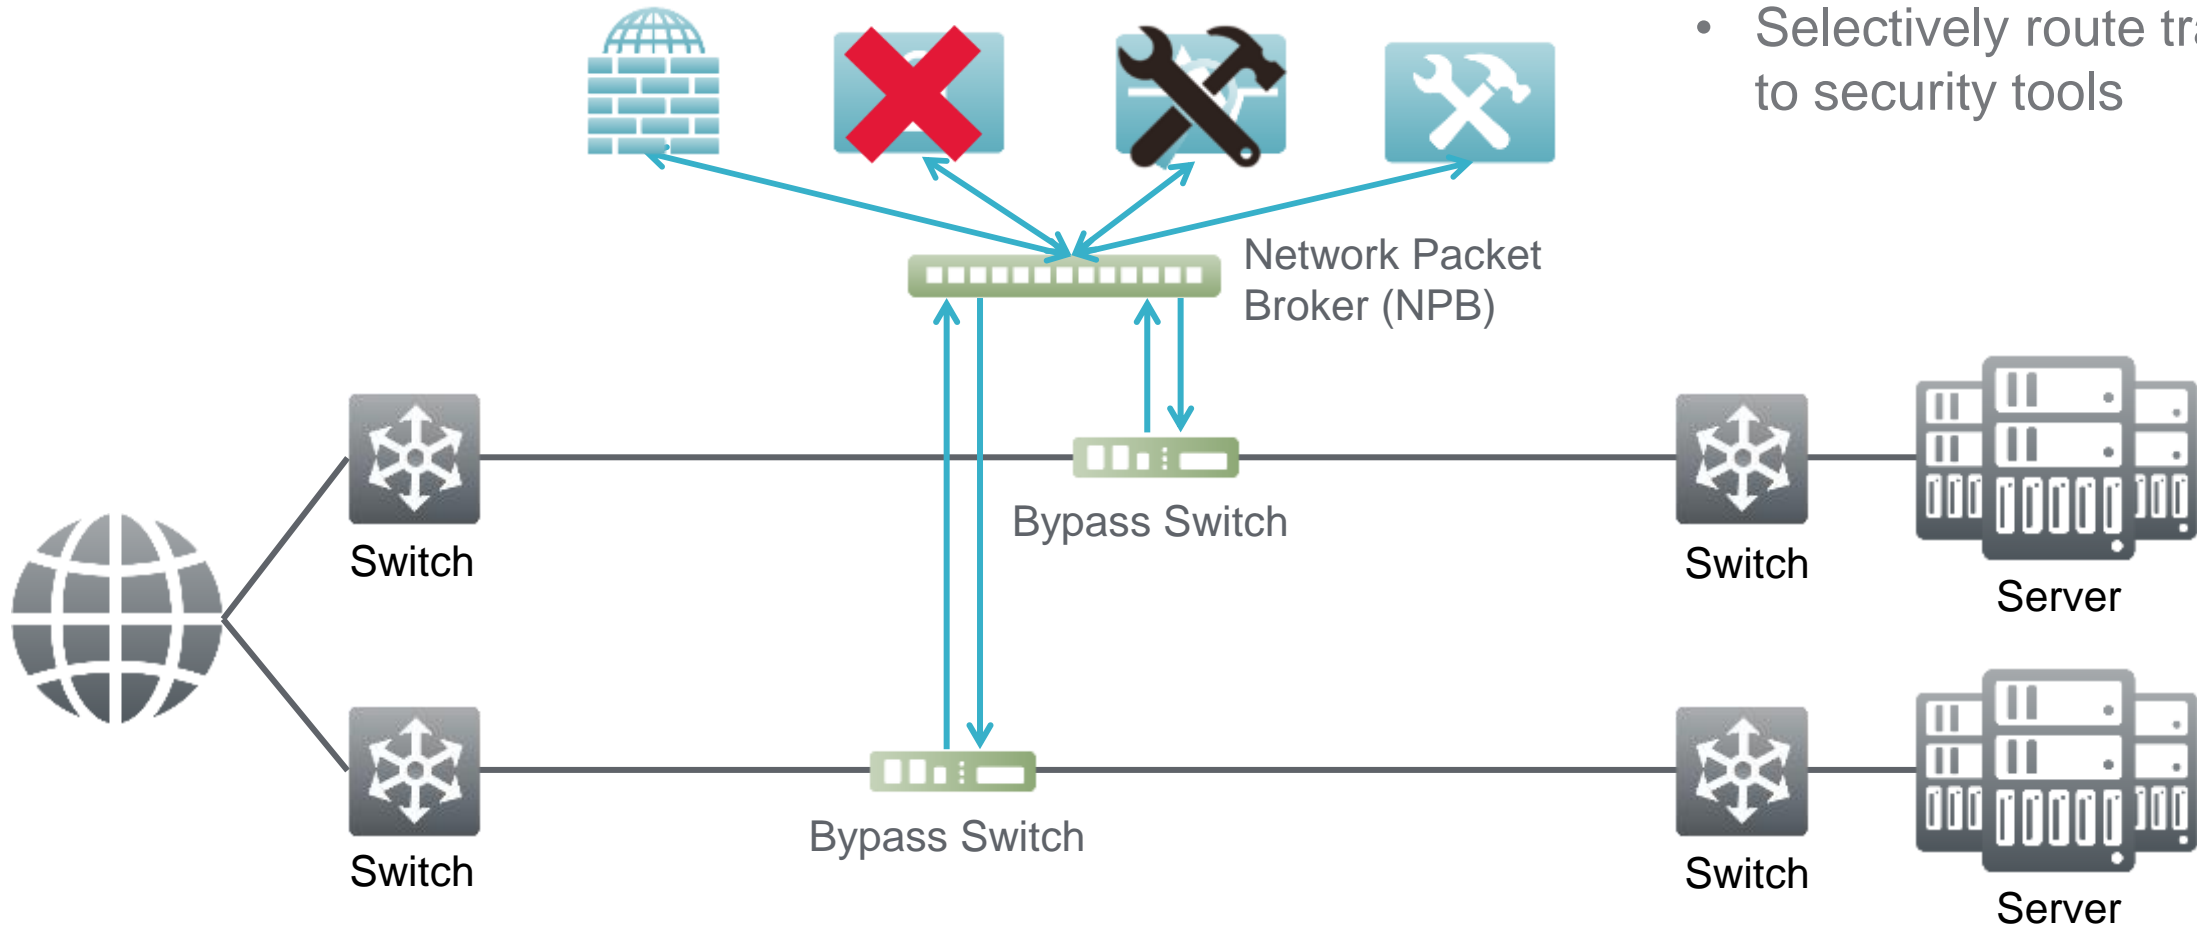 • Selectively route
to security tools
Network Packet
Broker (NPB)
Bypass Switch
Switch
Switch
Server
Bypass Switch
Switch
Switch
Server